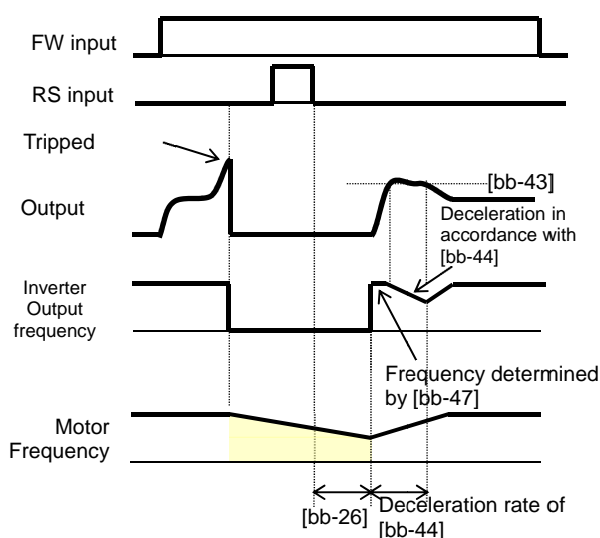 FW input
RS input
Tripped
Output
[bb-43]
Deceleration in
accordance with
[bb-44]
Inverter
Output
frequency
Frequency determined
by [bb-47]
Motor
Frequency
[bb-26]
Deceleration rate of
[bb-44]